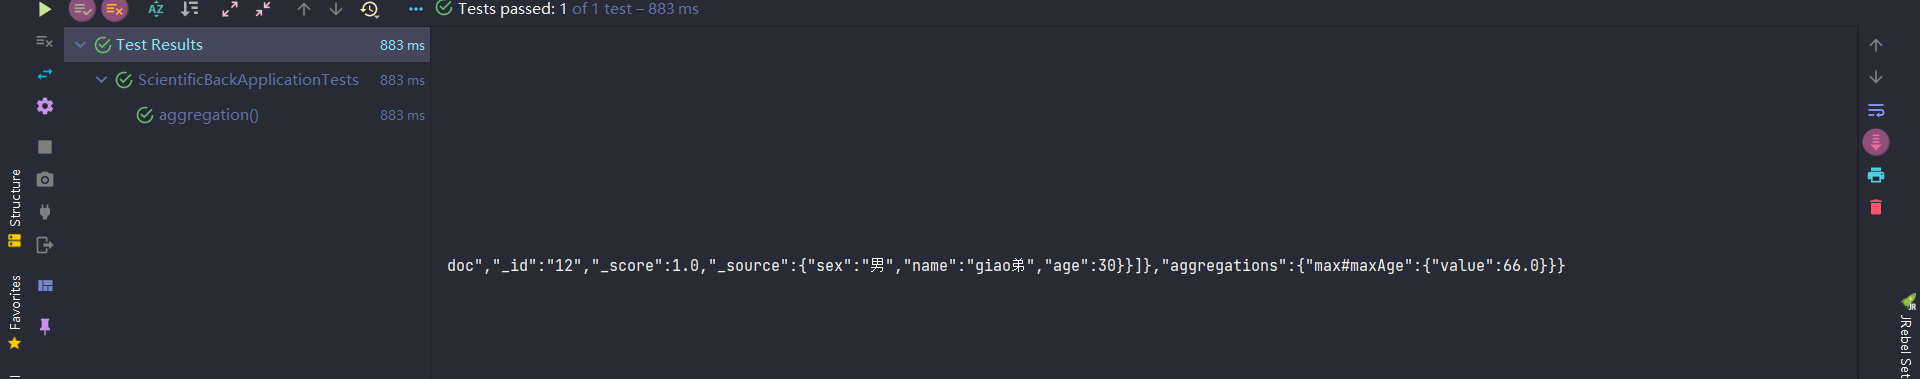 Tests passed: 1 of 1 test – 883 ms
Test Results 883 ms
ScientificBackApplicationTests 883 ms
aggregation() 883 ms
doc","_id":"12","_score":1.0,"_source":{"sex":"男","name":"giao弟","age":30}}]},"aggregations":{"max#maxAge":{"value":66.0}}}
Structure
Favorites
JRebel Set